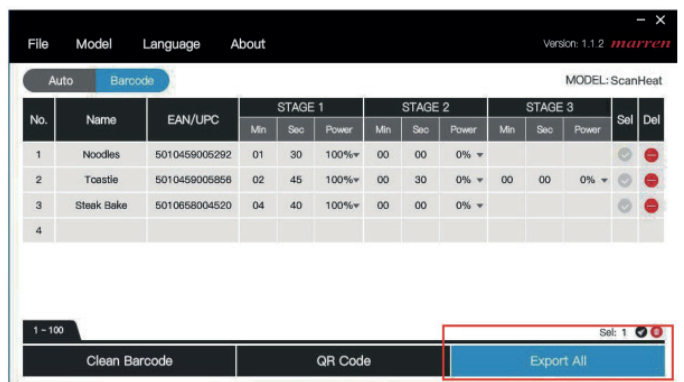 File Model Language About Version: 1.1.2 marren
Auto Barcode MODEL: ScanHeat
No. Name EAN/UPC STAGE 1 STAGE 2 STAGE 3 Sel Del
Min Sec Power Min Sec Power Min Sec Power
1 Noodles 5010459005292 01 30 100% 00 00 0%
2 Toastie 5010459005856 02 45 100% 00 30 0% 00 00 0%
3 Steak Bake 5010658004520 04 40 100% 00 00 0%
4
1 ~ 100 Sel: 1
Clean Barcode QR Code Export All